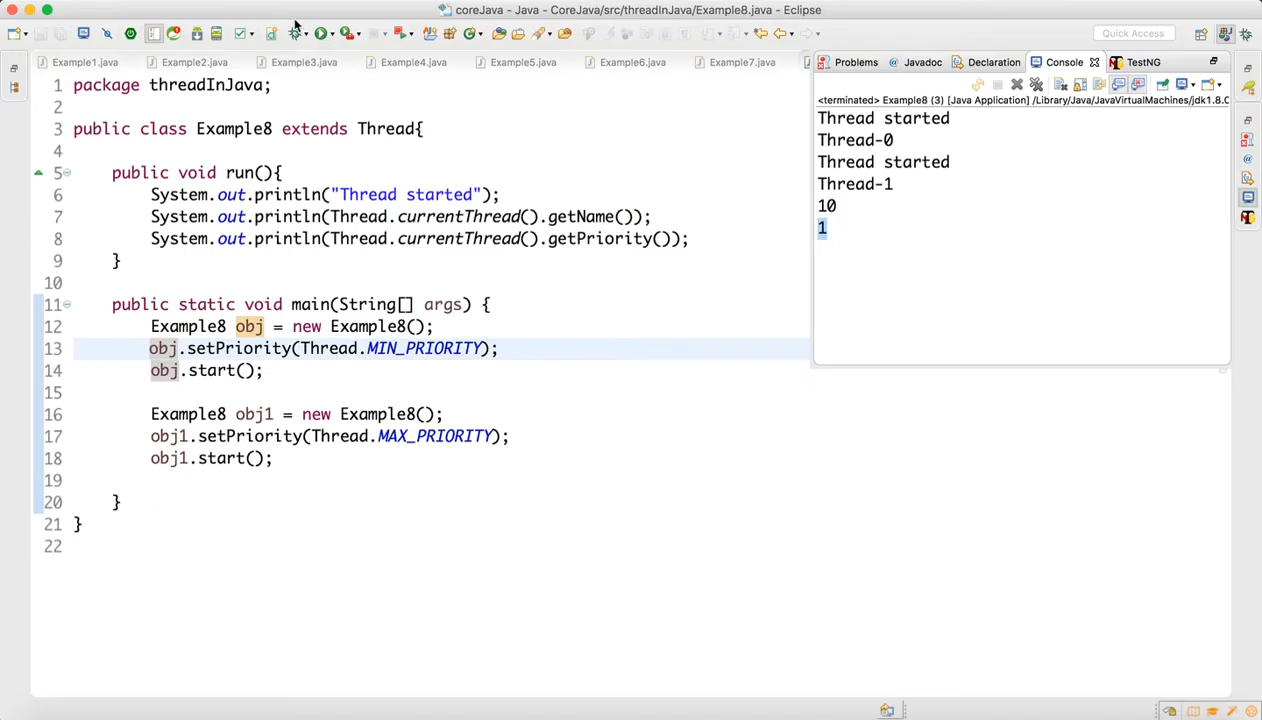 coreJava - Java - CoreJava/src/threadInJava/Example8.java - Eclipse
Quick Access
Example1.java Example2.java Example3.java Example4.java Example5.java Example6.java Example7.java
1 package threadInJava;
2
3 public class Example8 extends Thread{
4
5 public void run(){
6 System.out.println("Thread started");
7 System.out.println(Thread.currentThread().getName());
8 System.out.println(Thread.currentThread().getPriority());
9 }
10
11 public static void main(String[] args) {
12 Example8 obj = new Example8();
13 obj.setPriority(Thread.MIN_PRIORITY);
14 obj.start();
15
16 Example8 obj1 = new Example8();
17 obj1.setPriority(Thread.MAX_PRIORITY);
18 obj1.start();
19
20 }
21 }
22
Problems @ Javadoc Declaration Console TestNG
<terminated> Example8 (3) [Java Application] /Library/Java/JavaVirtualMachines/jdk1.8.0
Thread started
Thread-0
Thread started
Thread-1
10
1